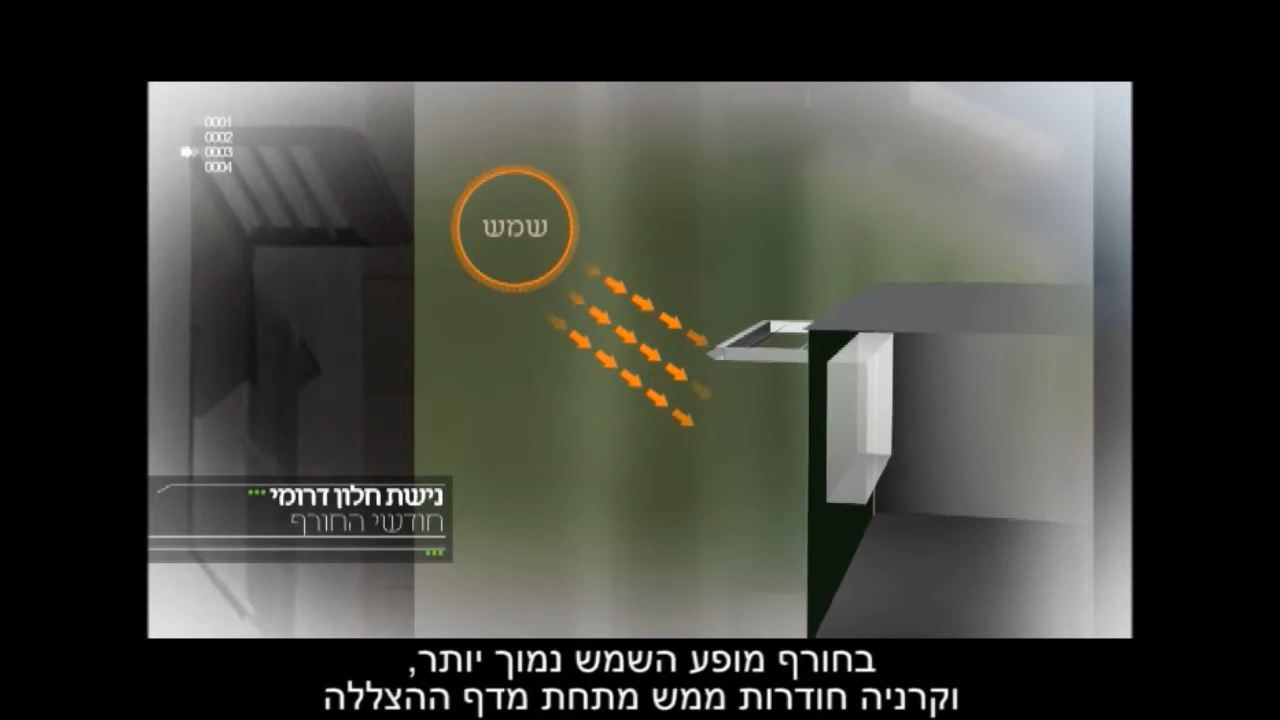 0001
0002
0003
0004
שמש
נישת חלון דרומי
חודשי החורף
בחורף מופע השמש נמוך יותר,
וקרניה חודרות ממש מתחת מדף ההצללה